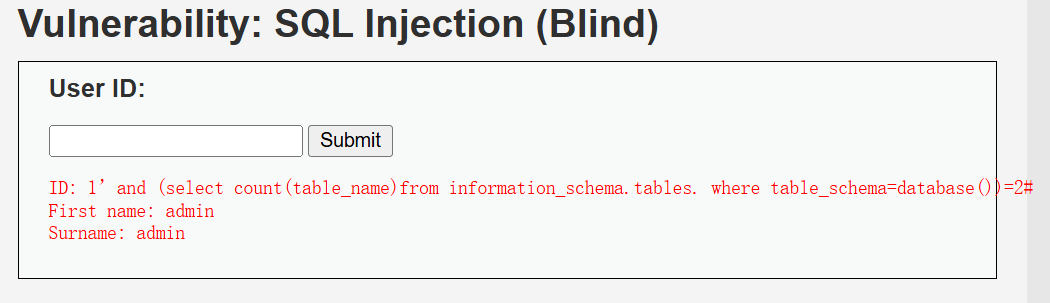 Vulnerability: SQL Injection (Blind)
User ID:
Submit
ID: 1’ and (select count(table_name)from information_schema.tables. where table_schema=database())=2#
First name: admin
Surname: admin